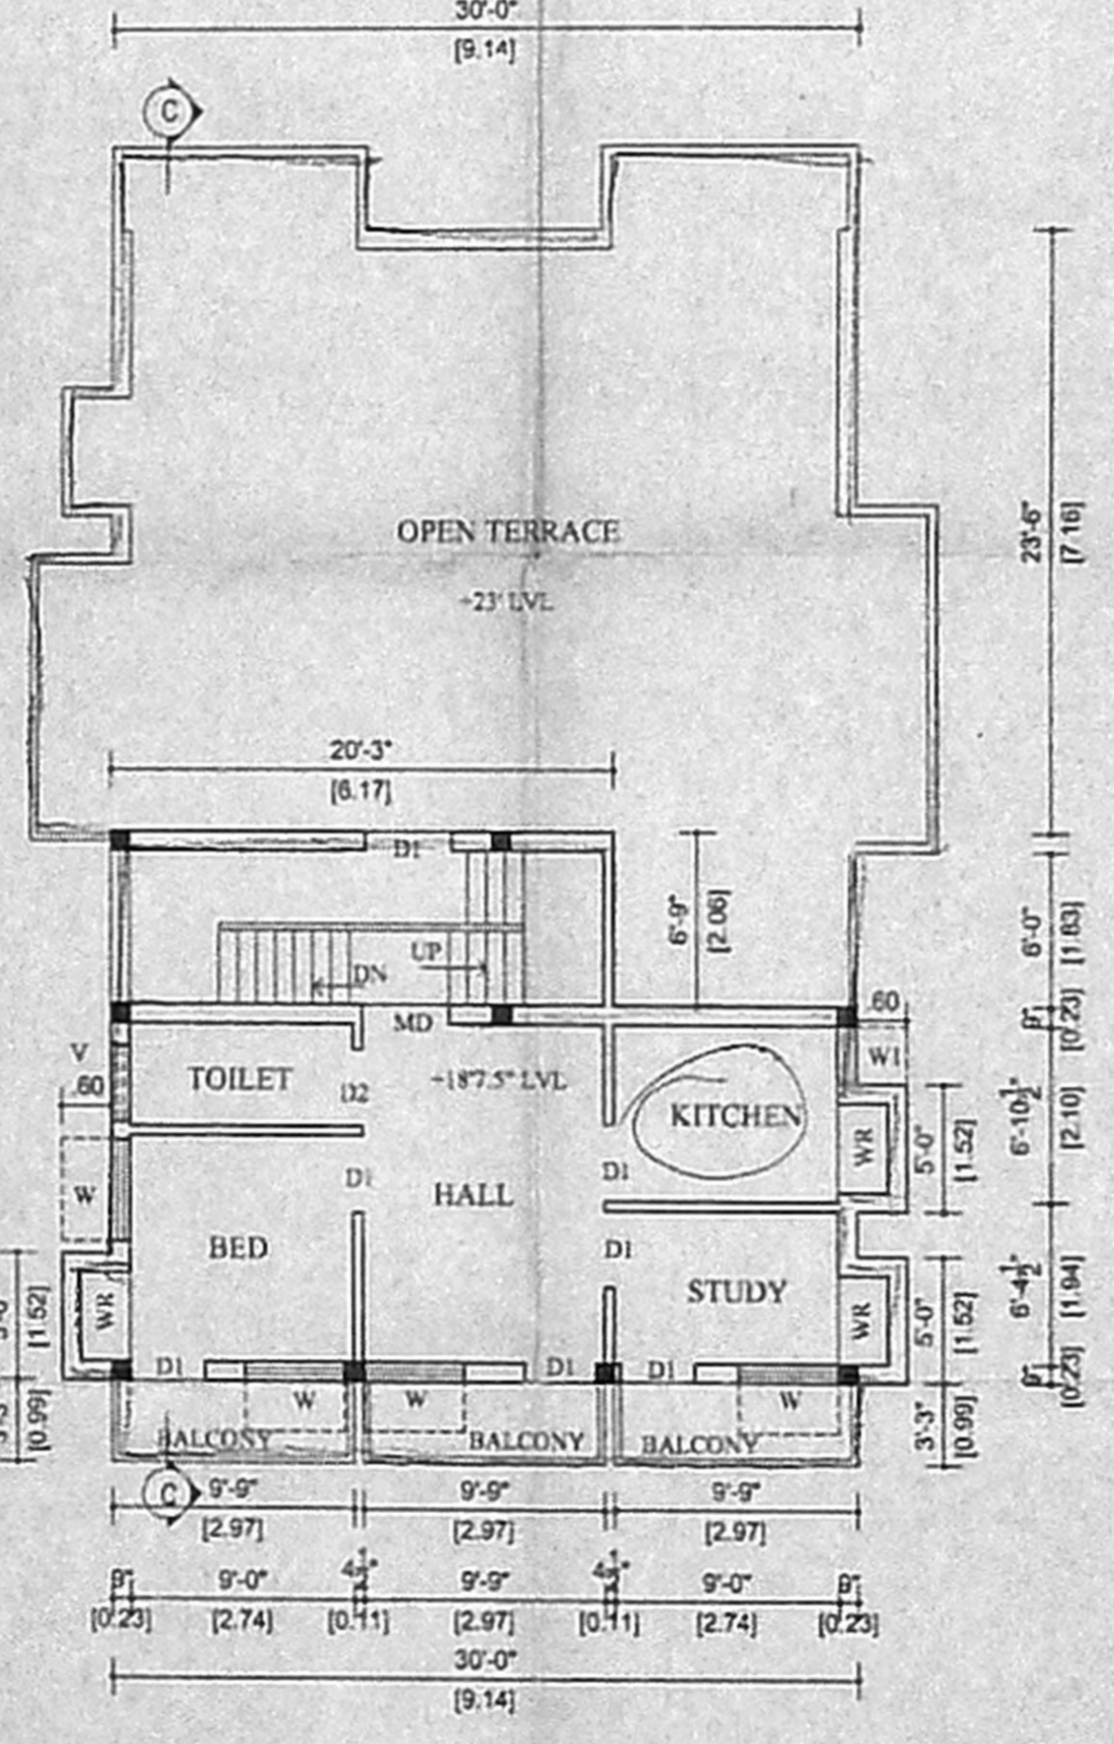 30'-0"
[9.14]
C
OPEN TERRACE
+23' LVL
23'-6"
[7.16]
20'-3"
[6.17]
D1
6'-9"
[2.06]
6'-0"
[1.83]
UP
DN
MD
9"
[0.23]
.60
W1
V
.60
TOILET
D2
+18'7.5" LVL
KITCHEN
WR
5'-0"
[1.52]
6'-10½"
[2.10]
D1
D1
HALL
W
BED
D1
STUDY
WR
WR
5'-0"
[1.52]
6'-4½"
[1.94]
[1.52]
D1
D1
D1
9"
[0.23]
W
W
W
BALCONY
BALCONY
BALCONY
3'-3"
[0.99]
[0.99]
C
9'-9"
9'-9"
9'-9"
[2.97]
[2.97]
[2.97]
9"
9'-0"
4½"
9'-9"
4½"
9'-0"
9"
[0.23]
[2.74]
[0.11]
[2.97]
[0.11]
[2.74]
[0.23]
30'-0"
[9.14]